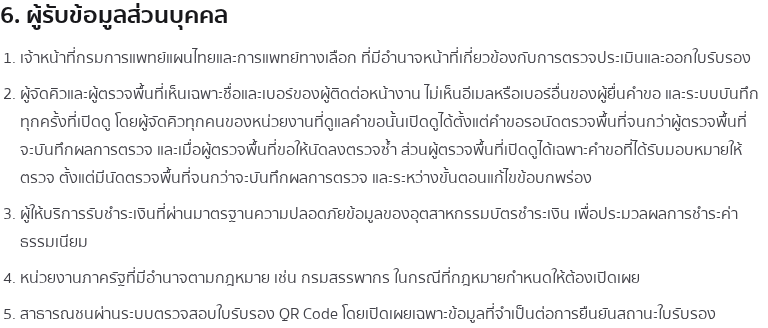 6. ผู้รับข้อมูลส่วนบุคคล
1. เจ้าหน้าที่กรมการแพทย์แผนไทยและการแพทย์ทางเลือก ที่มีอำนาจหน้าที่เกี่ยวข้องกับการตรวจประเมินและออกใบรับรอง
2. ผู้จัดคิวและผู้ตรวจพื้นที่เห็นเฉพาะชื่อและเบอร์ของผู้ติดต่อหน้างาน ไม่เห็นอีเมลหรือเบอร์อื่นของผู้ยื่นคำขอ และระบบบันทึก
ทุกครั้งที่เปิดดู โดยผู้จัดคิวทุกคนของหน่วยงานที่ดูแลคำขอนั้นเปิดดูได้ตั้งแต่คำขอรอนัดตรวจพื้นที่จนกว่าผู้ตรวจพื้นที่
จะบันทึกผลการตรวจ และเมื่อผู้ตรวจพื้นที่ขอให้นัดลงตรวจซ้ำ ส่วนผู้ตรวจพื้นที่เปิดดูได้เฉพาะคำขอที่ได้รับมอบหมายให้
ตรวจ ตั้งแต่มีนัดตรวจพื้นที่จนกว่าจะบันทึกผลการตรวจ และระหว่างขั้นตอนแก้ไขข้อบกพร่อง
3. ผู้ให้บริการรับชำระเงินที่ผ่านมาตรฐานความปลอดภัยข้อมูลของอุตสาหกรรมบัตรชำระเงิน เพื่อประมวลผลการชำระค่า
ธรรมเนียม
4. หน่วยงานภาครัฐที่มีอำนาจตามกฎหมาย เช่น กรมสรรพากร ในกรณีที่กฎหมายกำหนดให้ต้องเปิดเผย
5. สาธารณชนผ่านระบบตรวจสอบใบรับรอง QR Code โดยเปิดเผยเฉพาะข้อมูลที่จำเป็นต่อการยืนยันสถานะใบรับรอง